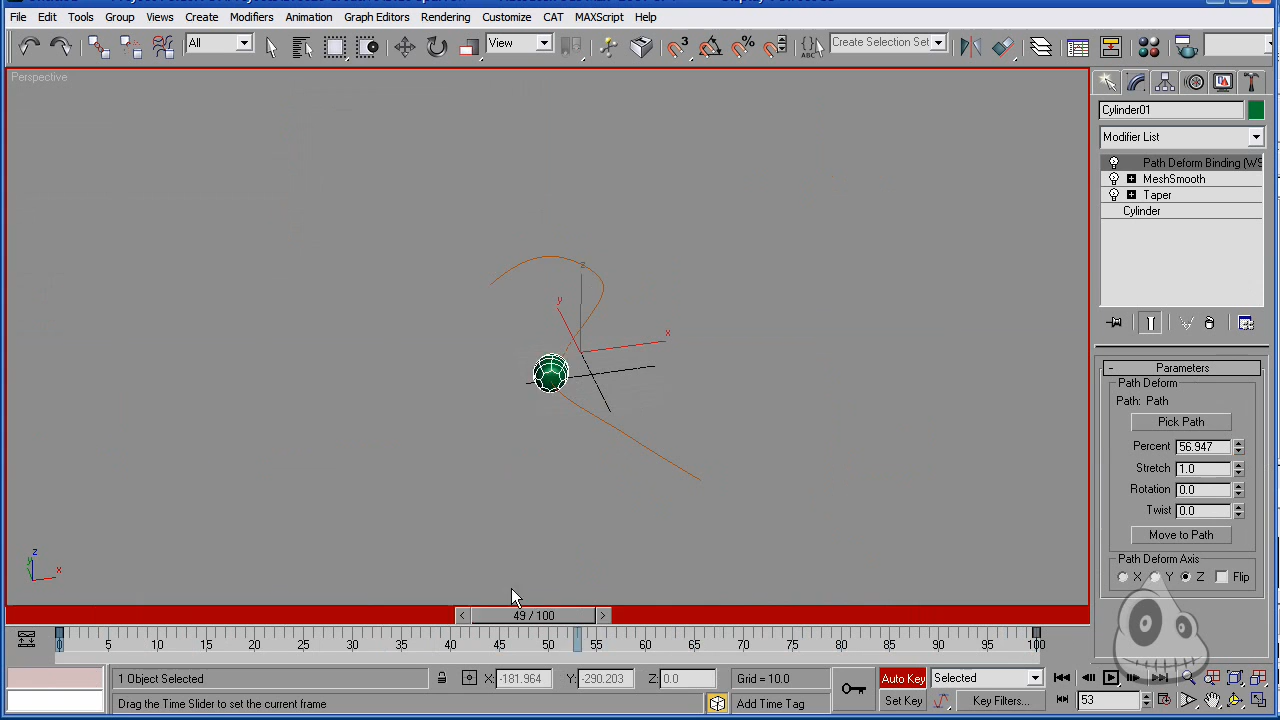 File Edit Tools Group Views Create Modifiers Animation Graph Editors Rendering Customize CAT MAXScript Help
All View Create Selection Set
Perspective
Cylinder01
Modifier List
Path Deform Binding (WS
MeshSmooth
Taper
Cylinder
z
y
x
Parameters
Path Deform
Path: Path
Pick Path
Percent 56.947
Stretch 1.0
Rotation 0.0
Twist 0.0
Move to Path
Path Deform Axis
X Y Z Flip
z
y
x
< 49 / 100 >
0 5 10 15 20 25 30 35 40 45 50 55 60 65 70 75 80 85 90 95 100
1 Object Selected X: -181.964 Y: -290.203 Z: 0.0 Grid = 10.0 Auto Key Selected
Drag the Time Slider to set the current frame Add Time Tag Set Key Key Filters... 53